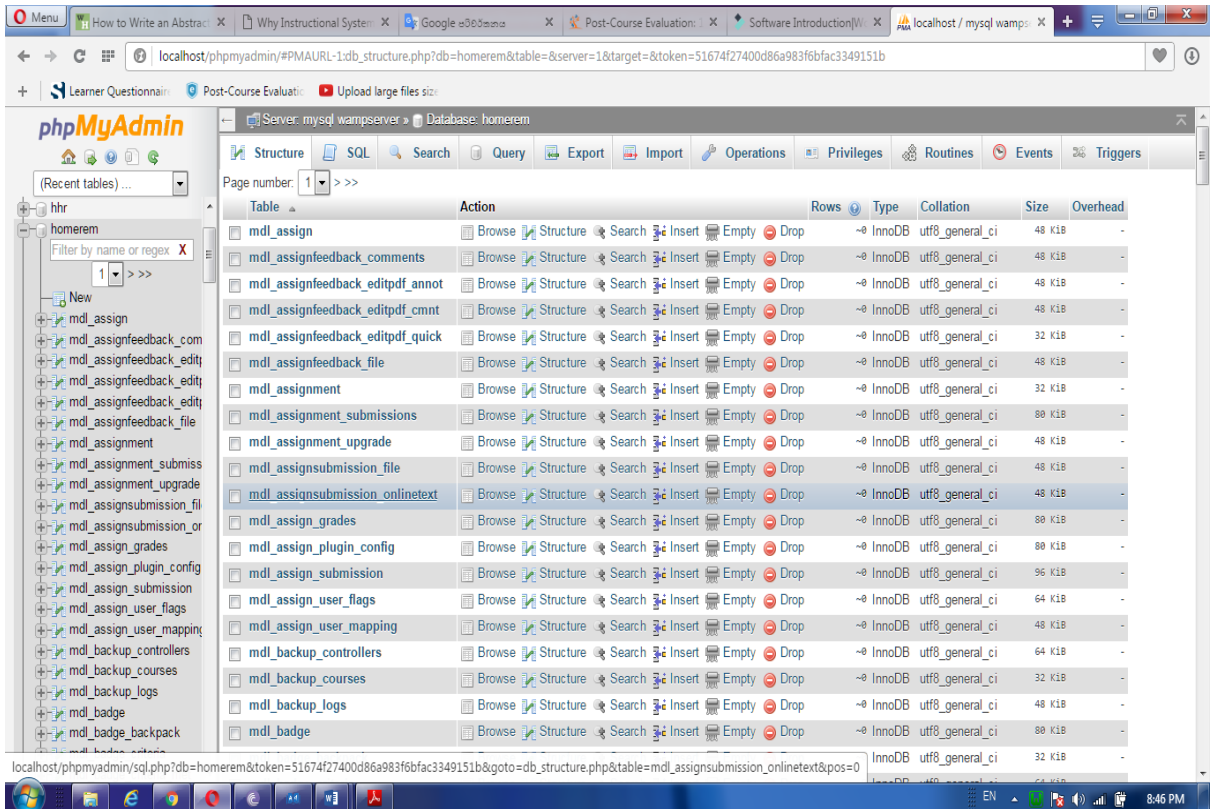 Menu How to Write an Abstract Why Instructional System Google Post-Course Evaluation: Software Introduction|W localhost / mysql wamps
localhost/phpmyadmin/#PMAURL-1:db_structure.php?db=homerem&table=&server=1&target=&token=51674f27400d86a983f6bfac3349151b
Learner Questionnaire Post-Course Evaluatio Upload large files size
phpMyAdmin
(Recent tables) ...
hhr
homerem
Filter by name or regex X
1 > >>
New
mdl_assign
mdl_assignfeedback_com
mdl_assignfeedback_editp
mdl_assignfeedback_editp
mdl_assignfeedback_editp
mdl_assignfeedback_file
mdl_assignment
mdl_assignment_submiss
mdl_assignment_upgrade
mdl_assignsubmission_fil
mdl_assignsubmission_or
mdl_assign_grades
mdl_assign_plugin_config
mdl_assign_submission
mdl_assign_user_flags
mdl_assign_user_mapping
mdl_backup_controllers
mdl_backup_courses
mdl_backup_logs
mdl_badge
mdl_badge_backpack
mdl_badge_criteria
Server: mysql wampserver » Database: homerem
Structure SQL Search Query Export Import Operations Privileges Routines Events Triggers
Page number: 1 > >>
Table Action Rows Type Collation Size Overhead
mdl_assign Browse Structure Search Insert Empty Drop ~0 InnoDB utf8_general_ci 48 KiB -
mdl_assignfeedback_comments Browse Structure Search Insert Empty Drop ~0 InnoDB utf8_general_ci 48 KiB -
mdl_assignfeedback_editpdf_annot Browse Structure Search Insert Empty Drop ~0 InnoDB utf8_general_ci 48 KiB -
mdl_assignfeedback_editpdf_cmnt Browse Structure Search Insert Empty Drop ~0 InnoDB utf8_general_ci 48 KiB -
mdl_assignfeedback_editpdf_quick Browse Structure Search Insert Empty Drop ~0 InnoDB utf8_general_ci 32 KiB -
mdl_assignfeedback_file Browse Structure Search Insert Empty Drop ~0 InnoDB utf8_general_ci 48 KiB -
mdl_assignment Browse Structure Search Insert Empty Drop ~0 InnoDB utf8_general_ci 32 KiB -
mdl_assignment_submissions Browse Structure Search Insert Empty Drop ~0 InnoDB utf8_general_ci 80 KiB -
mdl_assignment_upgrade Browse Structure Search Insert Empty Drop ~0 InnoDB utf8_general_ci 48 KiB -
mdl_assignsubmission_file Browse Structure Search Insert Empty Drop ~0 InnoDB utf8_general_ci 48 KiB -
mdl_assignsubmission_onlinetext Browse Structure Search Insert Empty Drop ~0 InnoDB utf8_general_ci 48 KiB -
mdl_assign_grades Browse Structure Search Insert Empty Drop ~0 InnoDB utf8_general_ci 80 KiB -
mdl_assign_plugin_config Browse Structure Search Insert Empty Drop ~0 InnoDB utf8_general_ci 80 KiB -
mdl_assign_submission Browse Structure Search Insert Empty Drop ~0 InnoDB utf8_general_ci 96 KiB -
mdl_assign_user_flags Browse Structure Search Insert Empty Drop ~0 InnoDB utf8_general_ci 64 KiB -
mdl_assign_user_mapping Browse Structure Search Insert Empty Drop ~0 InnoDB utf8_general_ci 48 KiB -
mdl_backup_controllers Browse Structure Search Insert Empty Drop ~0 InnoDB utf8_general_ci 64 KiB -
mdl_backup_courses Browse Structure Search Insert Empty Drop ~0 InnoDB utf8_general_ci 32 KiB -
mdl_backup_logs Browse Structure Search Insert Empty Drop ~0 InnoDB utf8_general_ci 48 KiB -
mdl_badge Browse Structure Search Insert Empty Drop ~0 InnoDB utf8_general_ci 80 KiB -
InnoDB utf8_general_ci 32 KiB -
localhost/phpmyadmin/sql.php?db=homerem&token=51674f27400d86a983f6bfac3349151b&goto=db_structure.php&table=mdl_assignsubmission_onlinetext&pos=0
EN 8:46 PM